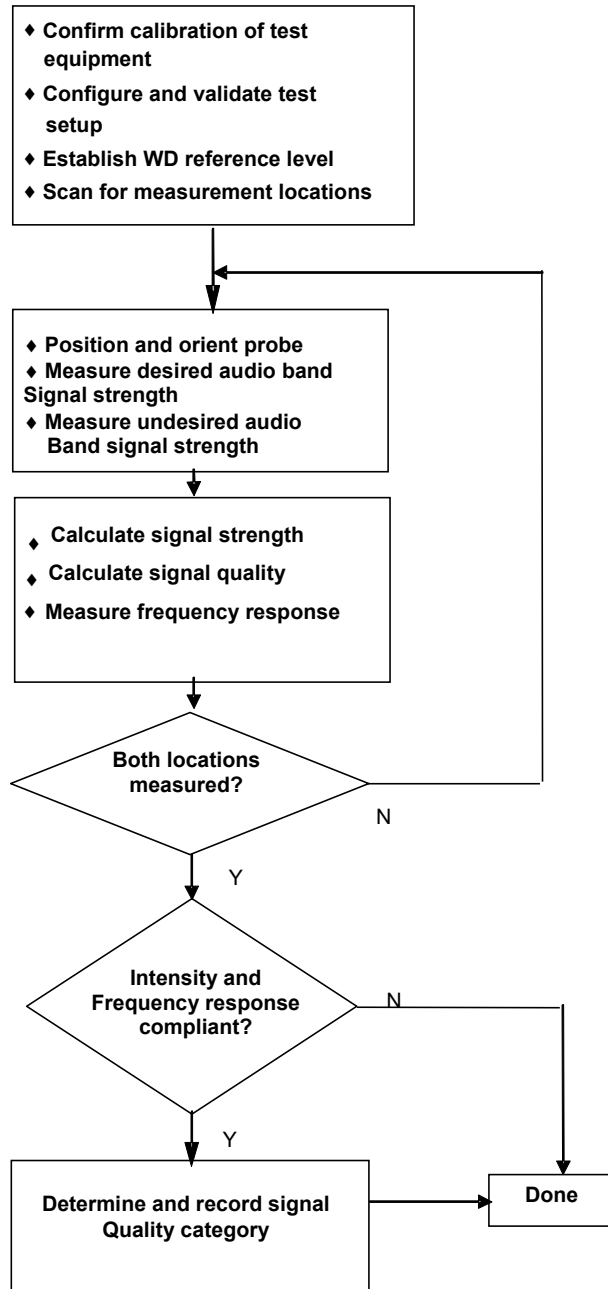 ♦ Confirm calibration of test
equipment
♦ Configure and validate test
setup
♦ Establish WD reference level
♦ Scan for measurement locations
♦ Position and orient probe
♦ Measure desired audio band
Signal strength
♦ Measure undesired audio
Band signal strength
♦ Calculate signal strength
♦ Calculate signal quality
♦ Measure frequency response
Both locations
measured?
N
Y
Intensity and
Frequency response
compliant?
N
Y
Determine and record signal
Quality category
Done